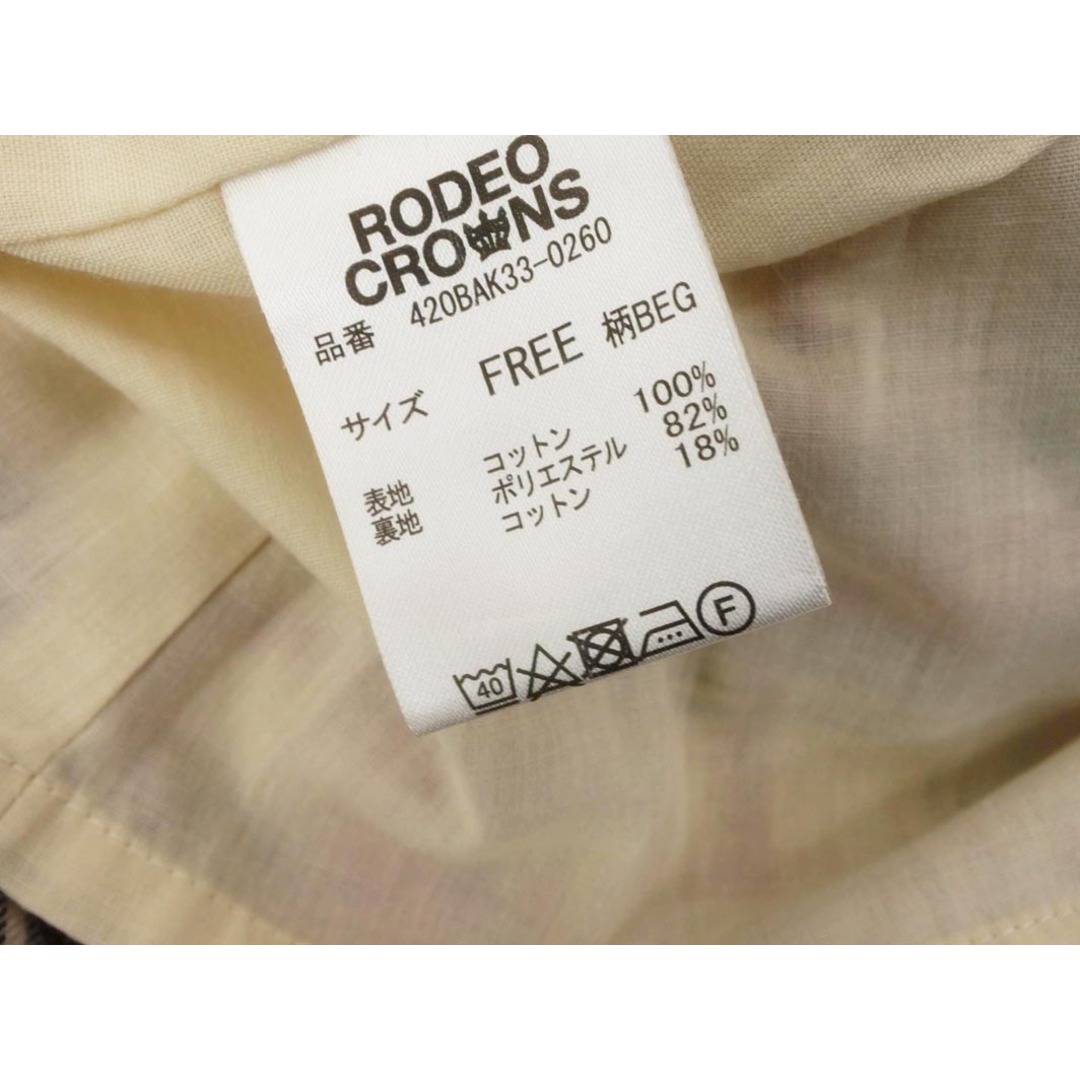 RODEO
CROWNS
品番 420BAK33-0260
サイズ FREE 柄BEG
表地 コットン 100%
裏地 ポリエステル 82%
コットン 18%
40 F